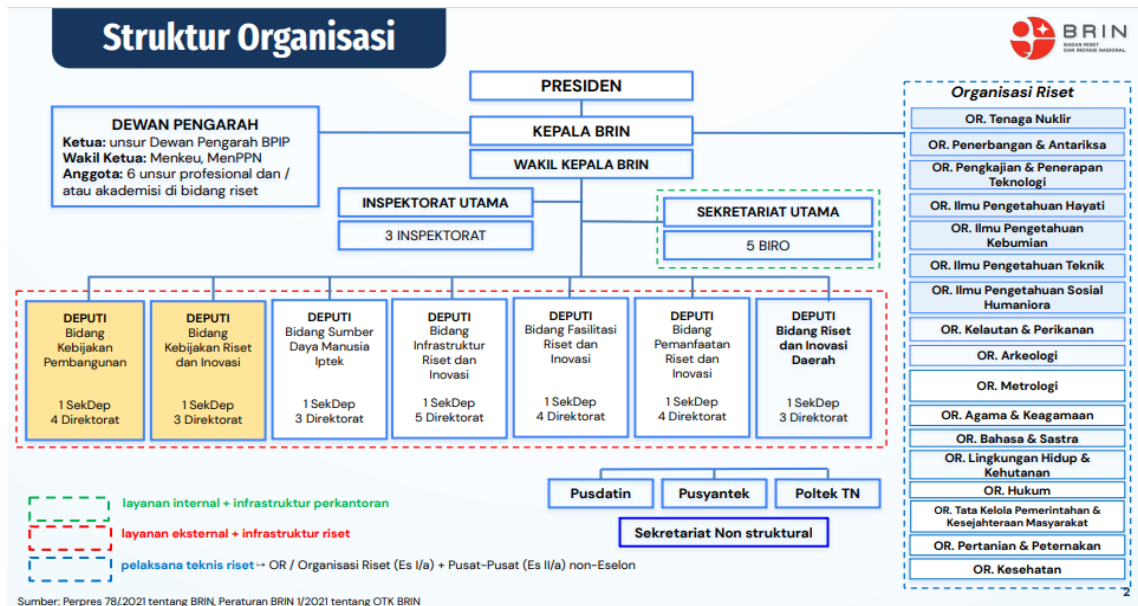 Struktur Organisasi
BRIN
BADAN RISET
DAN INOVASI NASIONAL
PRESIDEN
KEPALA BRIN
WAKIL KEPALA BRIN
DEWAN PENGARAH
Ketua: unsur Dewan Pengarah BPIP
Wakil Ketua: Menkeu, MenPPN
Anggota: 6 unsur profesional dan /
atau akademisi di bidang riset
INSPEKTORAT UTAMA
3 INSPEKTORAT
SEKRETARIAT UTAMA
5 BIRO
DEPUTI
Bidang
Kebijakan
Pembangunan
1 SekDep
4 Direktorat
DEPUTI
Bidang
Kebijakan Riset
dan Inovasi
1 SekDep
3 Direktorat
DEPUTI
Bidang Sumber
Daya Manusia
Iptek
1 SekDep
3 Direktorat
DEPUTI
Bidang
Infrastruktur
Riset dan
Inovasi
1 SekDep
5 Direktorat
DEPUTI
Bidang Fasilitasi
Riset dan
Inovasi
1 SekDep
4 Direktorat
DEPUTI
Bidang
Pemanfaatan
Riset dan
Inovasi
1 SekDep
4 Direktorat
DEPUTI
Bidang Riset
dan Inovasi
Daerah
1 SekDep
3 Direktorat
Pusdatin
Pusyantek
Poltek TN
Sekretariat Non struktural
Organisasi Riset
OR. Tenaga Nuklir
OR. Penerbangan & Antariksa
OR. Pengkajian & Penerapan
Teknologi
OR. Ilmu Pengetahuan Hayati
OR. Ilmu Pengetahuan
Kebumian
OR. Ilmu Pengetahuan Teknik
OR. Ilmu Pengetahuan Sosial
Humaniora
OR. Kelautan & Perikanan
OR. Arkeologi
OR. Metrologi
OR. Agama & Keagamaan
OR. Bahasa & Sastra
OR. Lingkungan Hidup &
Kehutanan
OR. Hukum
OR. Tata Kelola Pemerintahan &
Kesejahteraan Masyarakat
OR. Pertanian & Peternakan
OR. Kesehatan
layanan internal + infrastruktur perkantoran
layanan eksternal + infrastruktur riset
pelaksana teknis riset ↦ OR / Organisasi Riset (Es I/a) + Pusat-Pusat (Es II/a) non-Eselon
Sumber: Perpres 78/2021 tentang BRIN, Peraturan BRIN 1/2021 tentang OTK BRIN
2